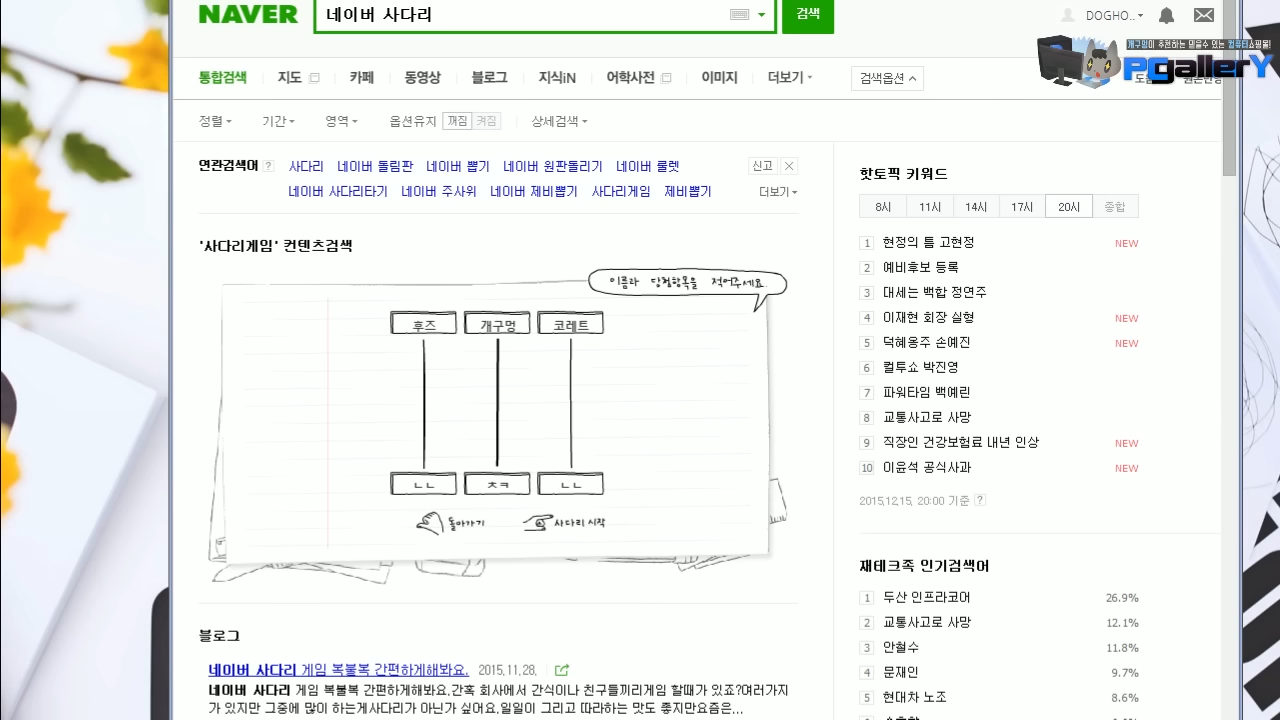 NAVER
네이버 사다리
검색
DOGHO..
개구멍이 추천하는 믿을수 있는 컴퓨터쇼핑몰!
PCgallerY
통합검색 지도 카페 동영상 블로그 지식iN 어학사전 이미지 더보기 검색옵션
정렬 기간 영역 옵션유지 꺼짐 켜짐 상세검색
연관검색어 ? 사다리 네이버 돌림판 네이버 뽑기 네이버 원판돌리기 네이버 룰렛 신고
네이버 사다리타기 네이버 주사위 네이버 제비뽑기 사다리게임 제비뽑기 더보기
'사다리게임' 컨텐츠검색
이름과 당첨항목을 적어주세요.
후즈 개구멍 코레트
ㄴㄴ ㅊㅋ ㄴㄴ
돌아가기 사다리 시작
블로그
네이버 사다리 게임 복불복 간편하게해봐요. 2015.11.28.
네이버 사다리 게임 복불복 간편하게해봐요.간혹 회사에서 간식이나 친구들끼리게임 할때가 있죠?여러가지
가 있지만 그중에 많이 하는게사다리가 아닌가 싶어요.일일이 그리고 따라하는 맛도 좋지만요즘은...
핫토픽 키워드
8시 11시 14시 17시 20시 종합
1 현정의 틈 고현정 NEW
2 예비후보 등록
3 대세는 백합 정연주
4 이재현 회장 실형 NEW
5 덕혜옹주 손예진 NEW
6 컬투쇼 박진영
7 파워타임 백예린
8 교통사고로 사망
9 직장인 건강보험료 내년 인상 NEW
10 이윤석 공식사과 NEW
2015.12.15. 20:00 기준 ?
재테크족 인기검색어
1 두산 인프라코어 26.9%
2 교통사고로 사망 12.1%
3 안철수 11.8%
4 문재인 9.7%
5 현대차 노조 8.6%